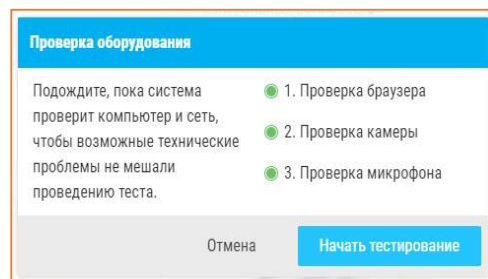 Проверка оборудования
Подождите, пока система
проверит компьютер и сеть,
чтобы возможные технические
проблемы не мешали
проведению теста.
1. Проверка браузера
2. Проверка камеры
3. Проверка микрофона
Отмена
Начать тестирование